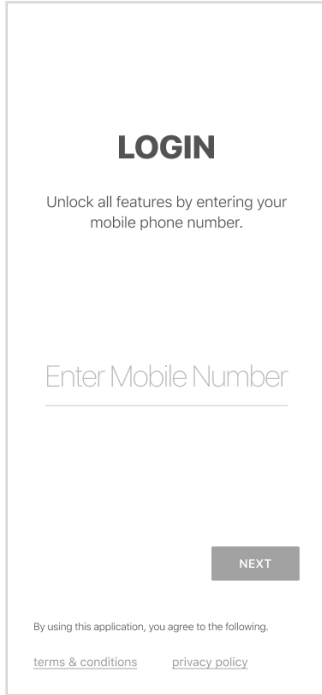 LOGIN
Unlock all features by entering your
mobile phone number.
Enter Mobile Number
NEXT
By using this application, you agree to the following.
terms & conditions privacy policy